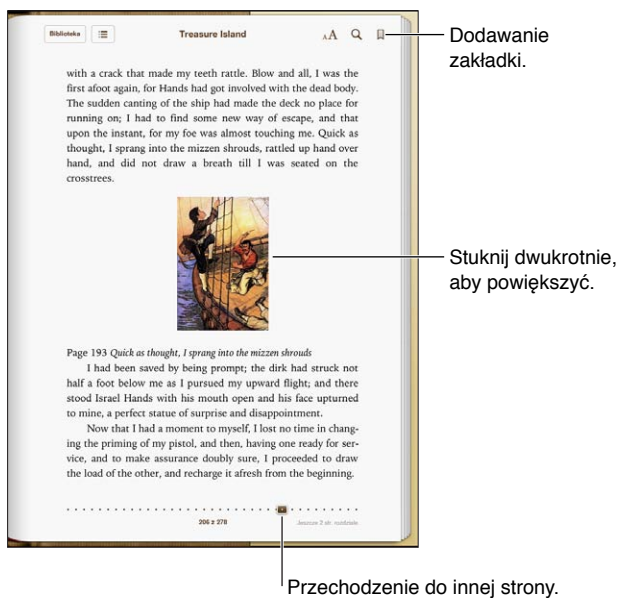 Biblioteka Treasure Island AA
Dodawanie
zakładki.
with a crack that made my teeth rattle. Blow and all, I was the
first afoot again, for Hands had got involved with the dead body.
The sudden canting of the ship had made the deck no place for
running on; I had to find some new way of escape, and that
upon the instant, for my foe was almost touching me. Quick as
thought, I sprang into the mizzen shrouds, rattled up hand over
hand, and did not draw a breath till I was seated on the
crosstrees.
Stuknij dwukrotnie,
aby powiększyć.
Page 193 Quick as thought, I sprang into the mizzen shrouds
I had been saved by being prompt; the dirk had struck not
half a foot below me as I pursued my upward flight; and there
stood Israel Hands with his mouth open and his face upturned
to mine, a perfect statue of surprise and disappointment.
Now that I had a moment to myself, I lost no time in chang-
ing the priming of my pistol, and then, having one ready for ser-
vice, and to make assurance doubly sure, I proceeded to draw
the load of the other, and recharge it afresh from the beginning.
206 z 278 Jeszcze 2 str. rozdziale
Przechodzenie do innej strony.